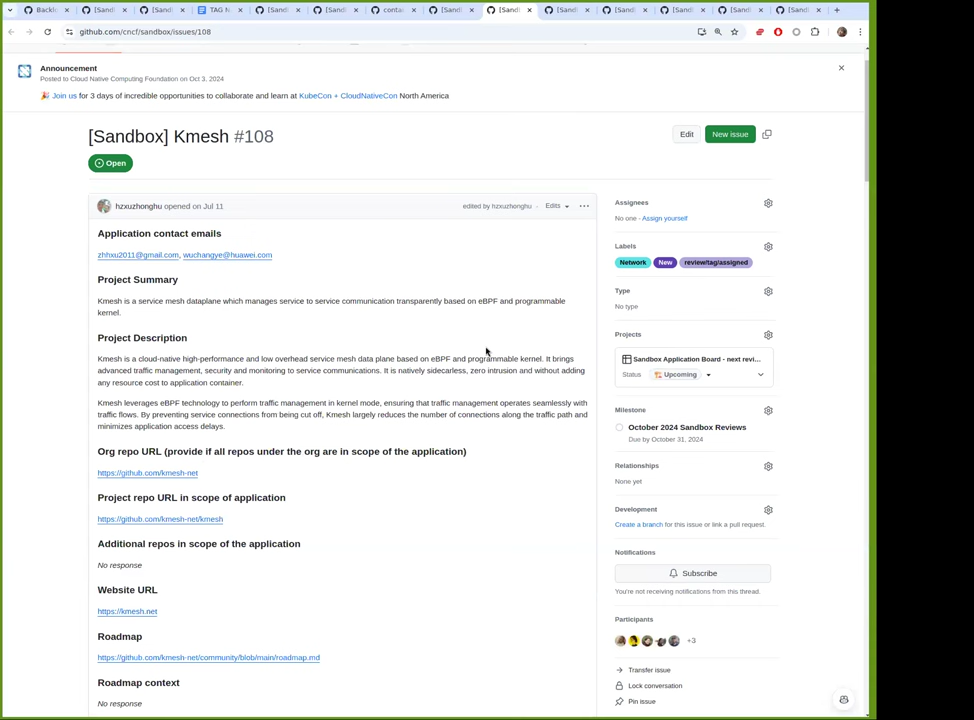 Backlo
[Sandl
[Sandl
TAG N
[Sandl
[Sandl
contai
[Sandl
[Sandl
[Sandl
[Sandl
[Sandl
[Sandl
[Sandl
github.com/cncf/sandbox/issues/108
Announcement
Posted to Cloud Native Computing Foundation on Oct 3, 2024
🎉 Join us for 3 days of incredible opportunities to collaborate and learn at KubeCon + CloudNativeCon North America
[Sandbox] Kmesh #108
Edit
New issue
Open
hzxuzhonghu opened on Jul 11
edited by hzxuzhonghu
Edits
Application contact emails
zhhxu2011@gmail.com, wuchangye@huawei.com
Project Summary
Kmesh is a service mesh dataplane which manages service to service communication transparently based on eBPF and programmable
kernel.
Project Description
Kmesh is a cloud-native high-performance and low overhead service mesh data plane based on eBPF and programmable kernel. It brings
advanced traffic management, security and monitoring to service communications. It is natively sidecarless, zero intrusion and without adding
any resource cost to application container.
Kmesh leverages eBPF technology to perform traffic management in kernel mode, ensuring that traffic management operates seamlessly with
traffic flows. By preventing service connections from being cut off, Kmesh largely reduces the number of connections along the traffic path and
minimizes application access delays.
Org repo URL (provide if all repos under the org are in scope of the application)
https://github.com/kmesh-net
Project repo URL in scope of application
https://github.com/kmesh-net/kmesh
Additional repos in scope of the application
No response
Website URL
https://kmesh.net
Roadmap
https://github.com/kmesh-net/community/blob/main/roadmap.md
Roadmap context
No response
Assignees
No one - Assign yourself
Labels
Network
New
review/tag/assigned
Type
No type
Projects
Sandbox Application Board - next revi...
Status
🏗 Upcoming
Milestone
October 2024 Sandbox Reviews
Due by October 31, 2024
Relationships
None yet
Development
Create a branch for this issue or link a pull request.
Notifications
Subscribe
You're not receiving notifications from this thread.
Participants
+3
Transfer issue
Lock conversation
Pin issue